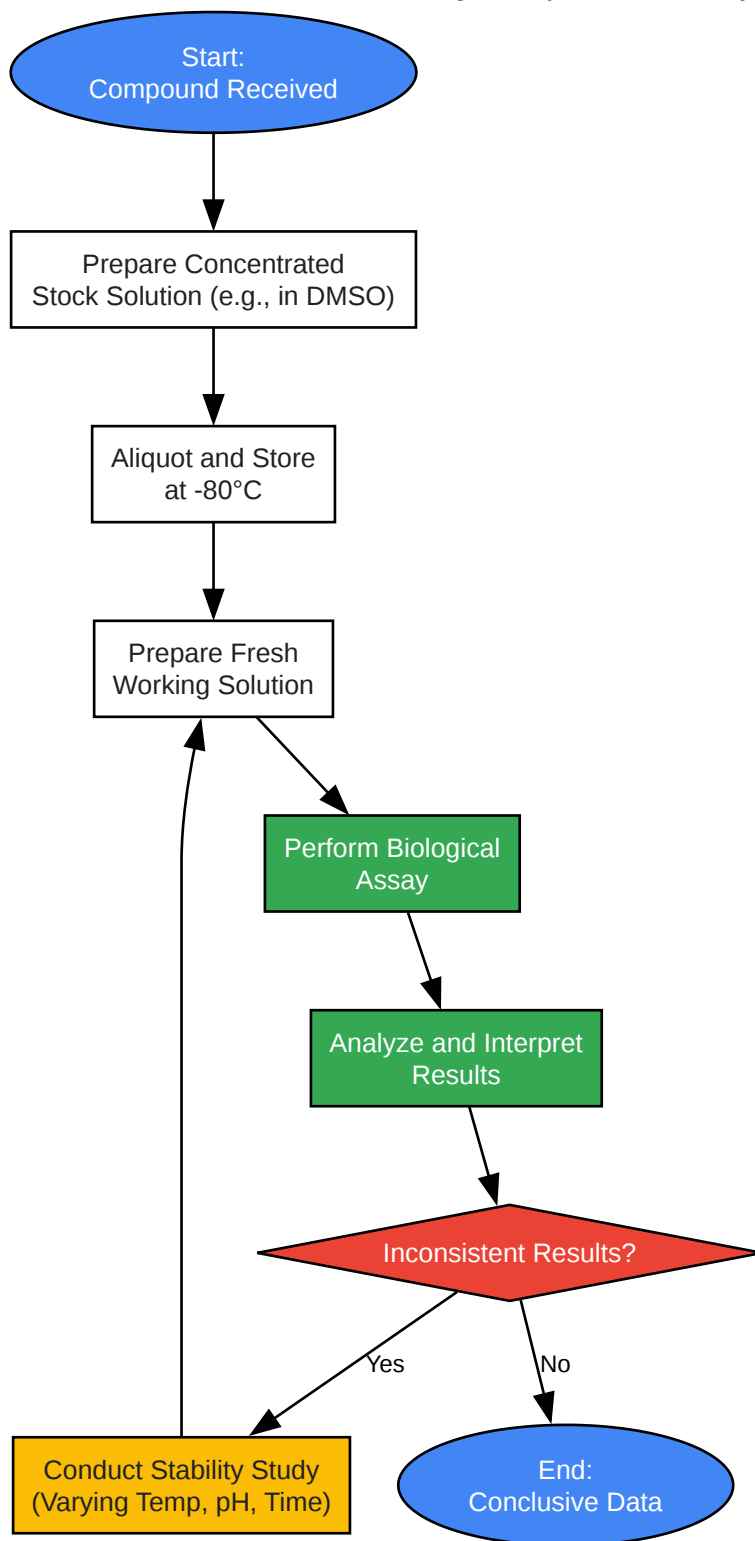 Start:
Compound Received
Prepare Concentrated
Stock Solution (e.g., in DMSO)
Aliquot and Store
at -80°C
Prepare Fresh
Working Solution
Perform Biological
Assay
Analyze and Interpret
Results
Inconsistent Results?
Yes
No
Conduct Stability Study
(Varying Temp, pH, Time)
End:
Conclusive Data